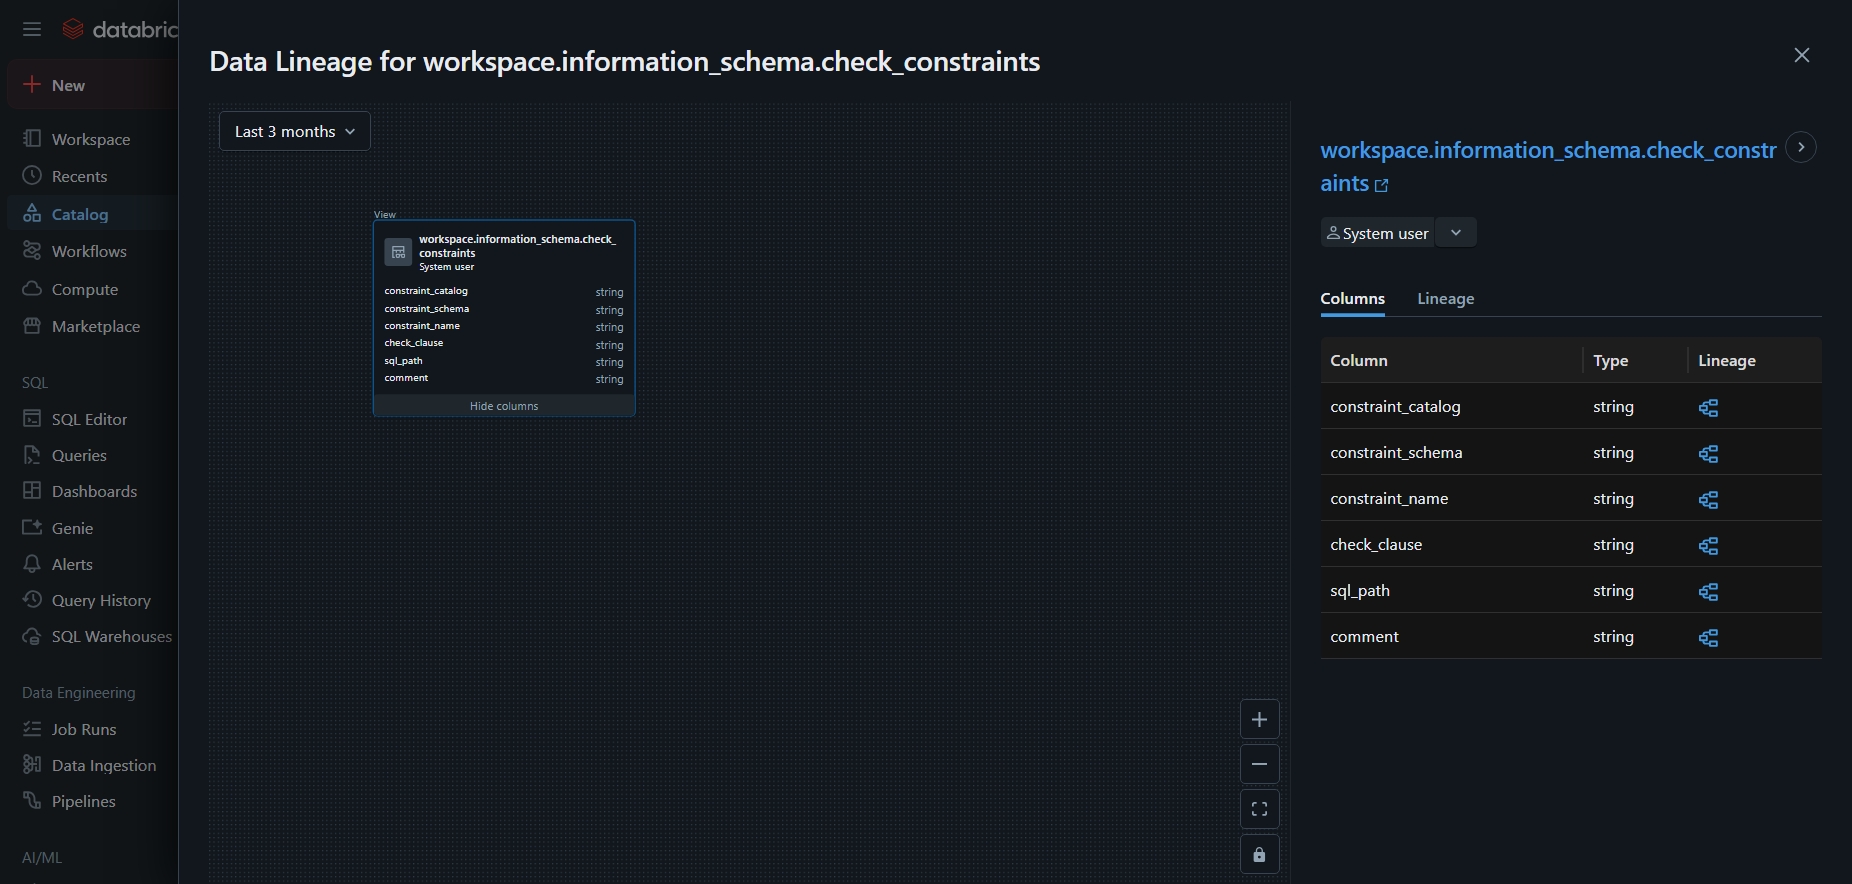 databric
Data Lineage for workspace.information_schema.check_constraints
New
Workspace
Recents
Catalog
Workflows
Compute
Marketplace
SQL
SQL Editor
Queries
Dashboards
Genie
Alerts
Query History
SQL Warehouses
Data Engineering
Job Runs
Data Ingestion
Pipelines
AI/ML
Last 3 months
View
workspace.information_schema.check_
constraints
System user
constraint_catalog string
constraint_schema string
constraint_name string
check_clause string
sql_path string
comment string
Hide columns
workspace.information_schema.check_constr
aints
System user
Columns Lineage
Column Type Lineage
constraint_catalog string
constraint_schema string
constraint_name string
check_clause string
sql_path string
comment string